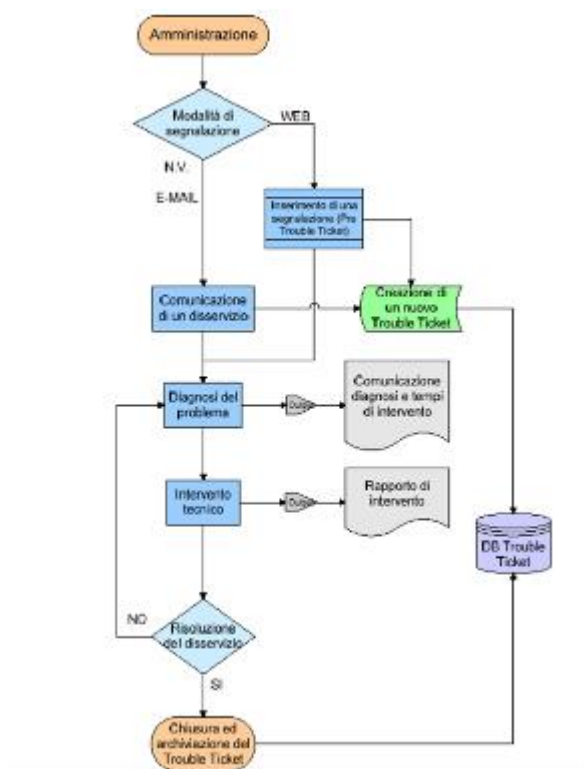 Amministrazione
Modalità di
segnalazione
WEB
N.V.
E-MAIL
Inserimento di una
segnalazione (Pre
Trouble Ticket)
Comunicazione
di un disservizio
Creazione di
un nuovo
Trouble Ticket
Diagnosi del
problema
Output
Comunicazione
diagnosi e tempi
di intervento
Intervento
tecnico
Output
Rapporto di
intervento
DB Trouble
Ticket
NO
Risoluzione
del disservizio
SI
Chiusura ed
archiviazione del
Trouble Ticket